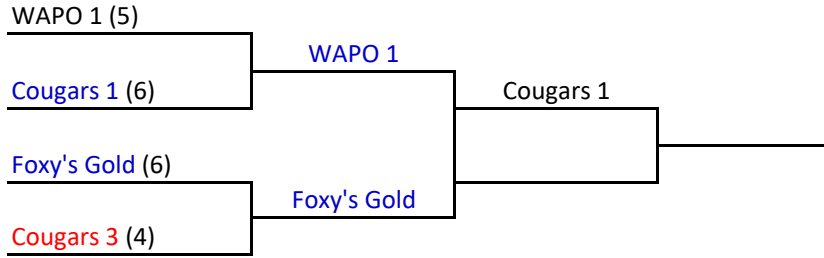 WAPO 1 (5)
WAPO 1
Cougars 1 (6)
Cougars 1
Foxy's Gold (6)
Foxy's Gold
Cougars 3 (4)